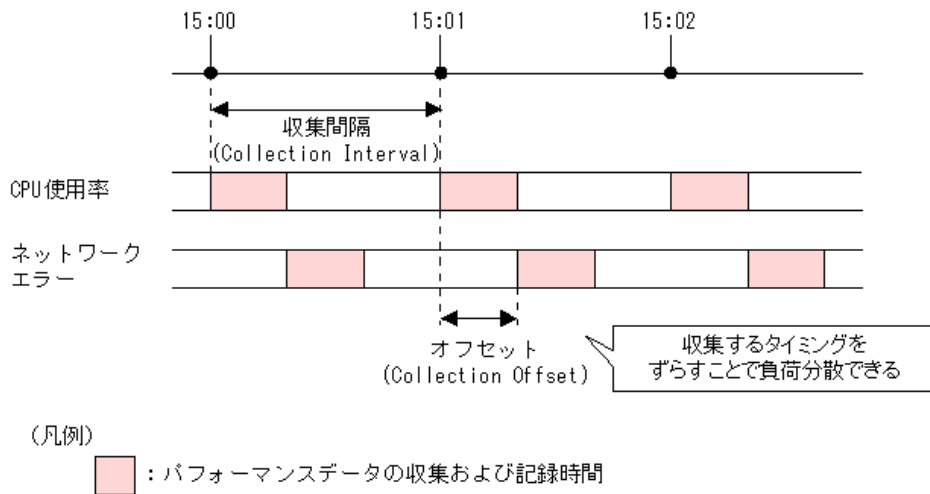 15:00 15:01 15:02
収集間隔
(Collection Interval)
CPU使用率
ネットワーク
エラー
オフセット
(Collection Offset)
収集するタイミングを
ずらすことで負荷分散できる
(凡例)
：パフォーマンスデータの収集および記録時間